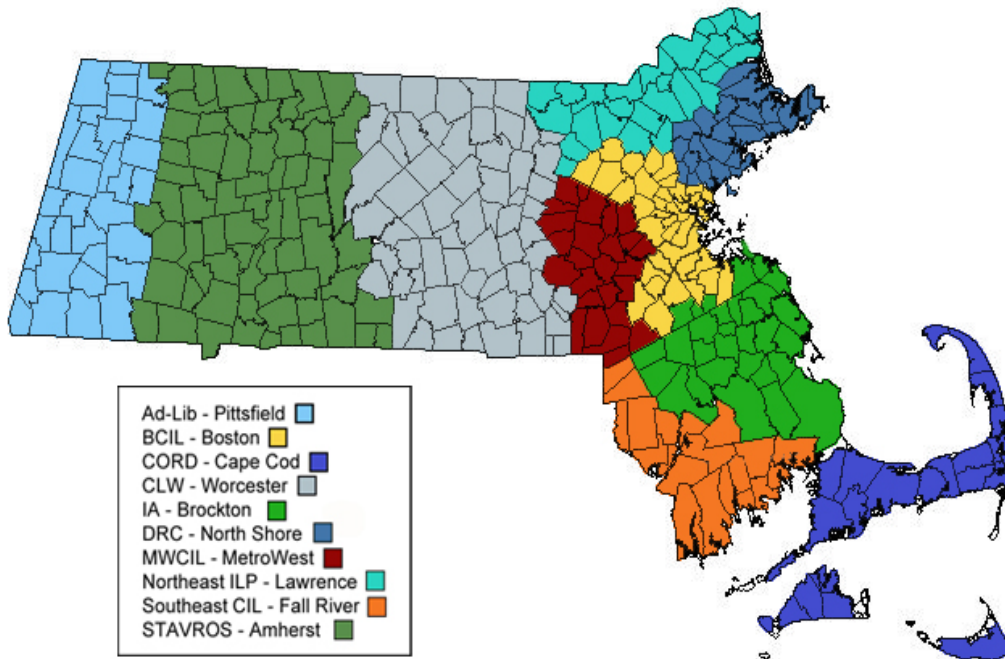 Ad-Lib - Pittsfield
BCIL - Boston
CORD - Cape Cod
CLW - Worcester
IA - Brockton
DRC - North Shore
MWCIL - MetroWest
Northeast ILP - Lawrence
Southeast CIL - Fall River
STAVROS - Amherst